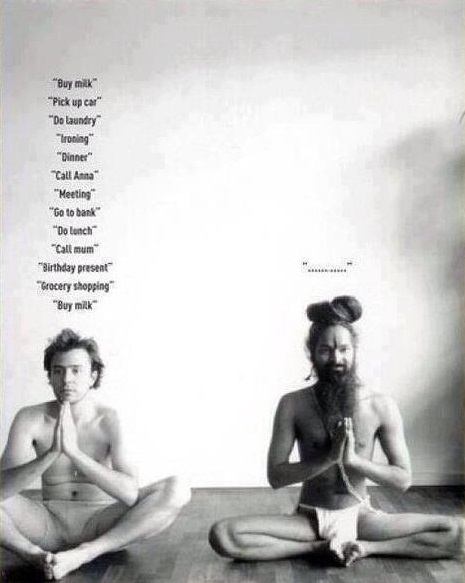 "Buy milk"
"Pick up car"
"Do laundry"
"Ironing"
"Dinner"
"Call Anna"
"Meeting"
"Go to bank"
"Do lunch"
"Call mum"
"Birthday present"
"Grocery shopping"
"Buy milk"
"..... ....."